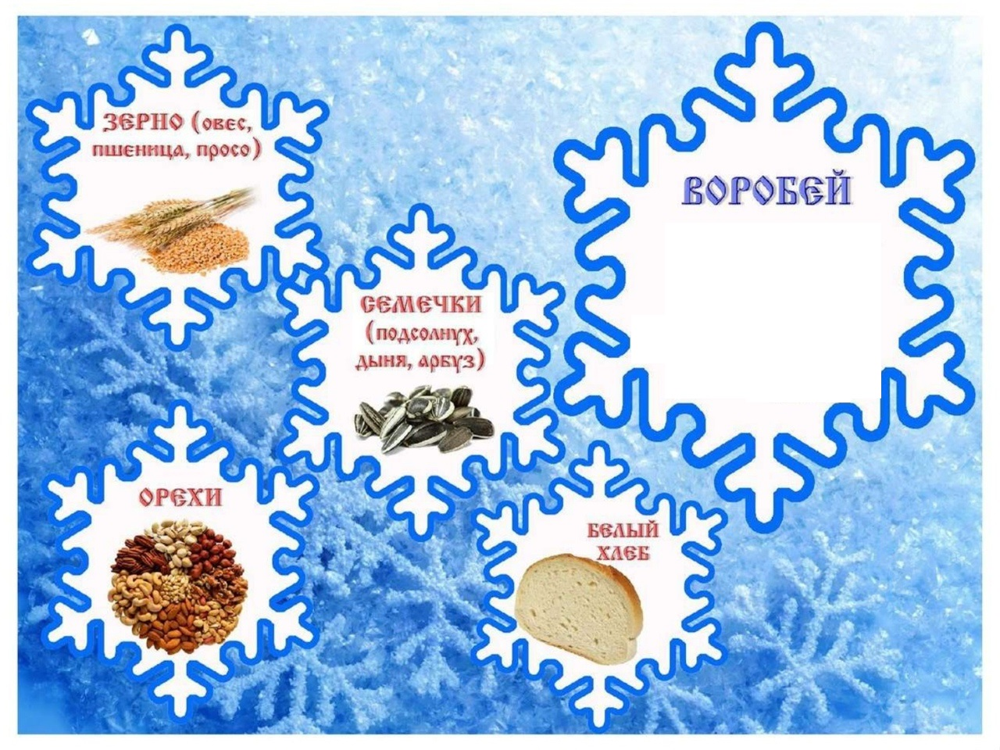 ЗЕРНО (овес,
пшеница, просо)
ВОРОБЕЙ
СЕМЕЧКИ
(подсолнух,
дыня, арбуз)
ОРЕХИ
БЕЛЫЙ
ХЛЕБ